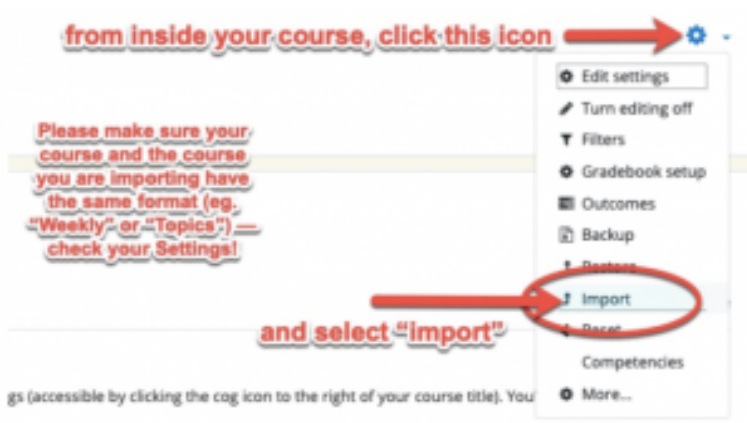 from inside your course, click this icon
Edit settings
Turn editing off
Filters
Gradebook setup
Outcomes
Backup
Restore
Import
Reset
Competencies
More...
Please make sure your
course and the course
you are importing have
the same format (eg.
"Weekly" or "Topics") —
check your Settings!
and select "import"
gs (accessible by clicking the cog icon to the right of your course title). You'